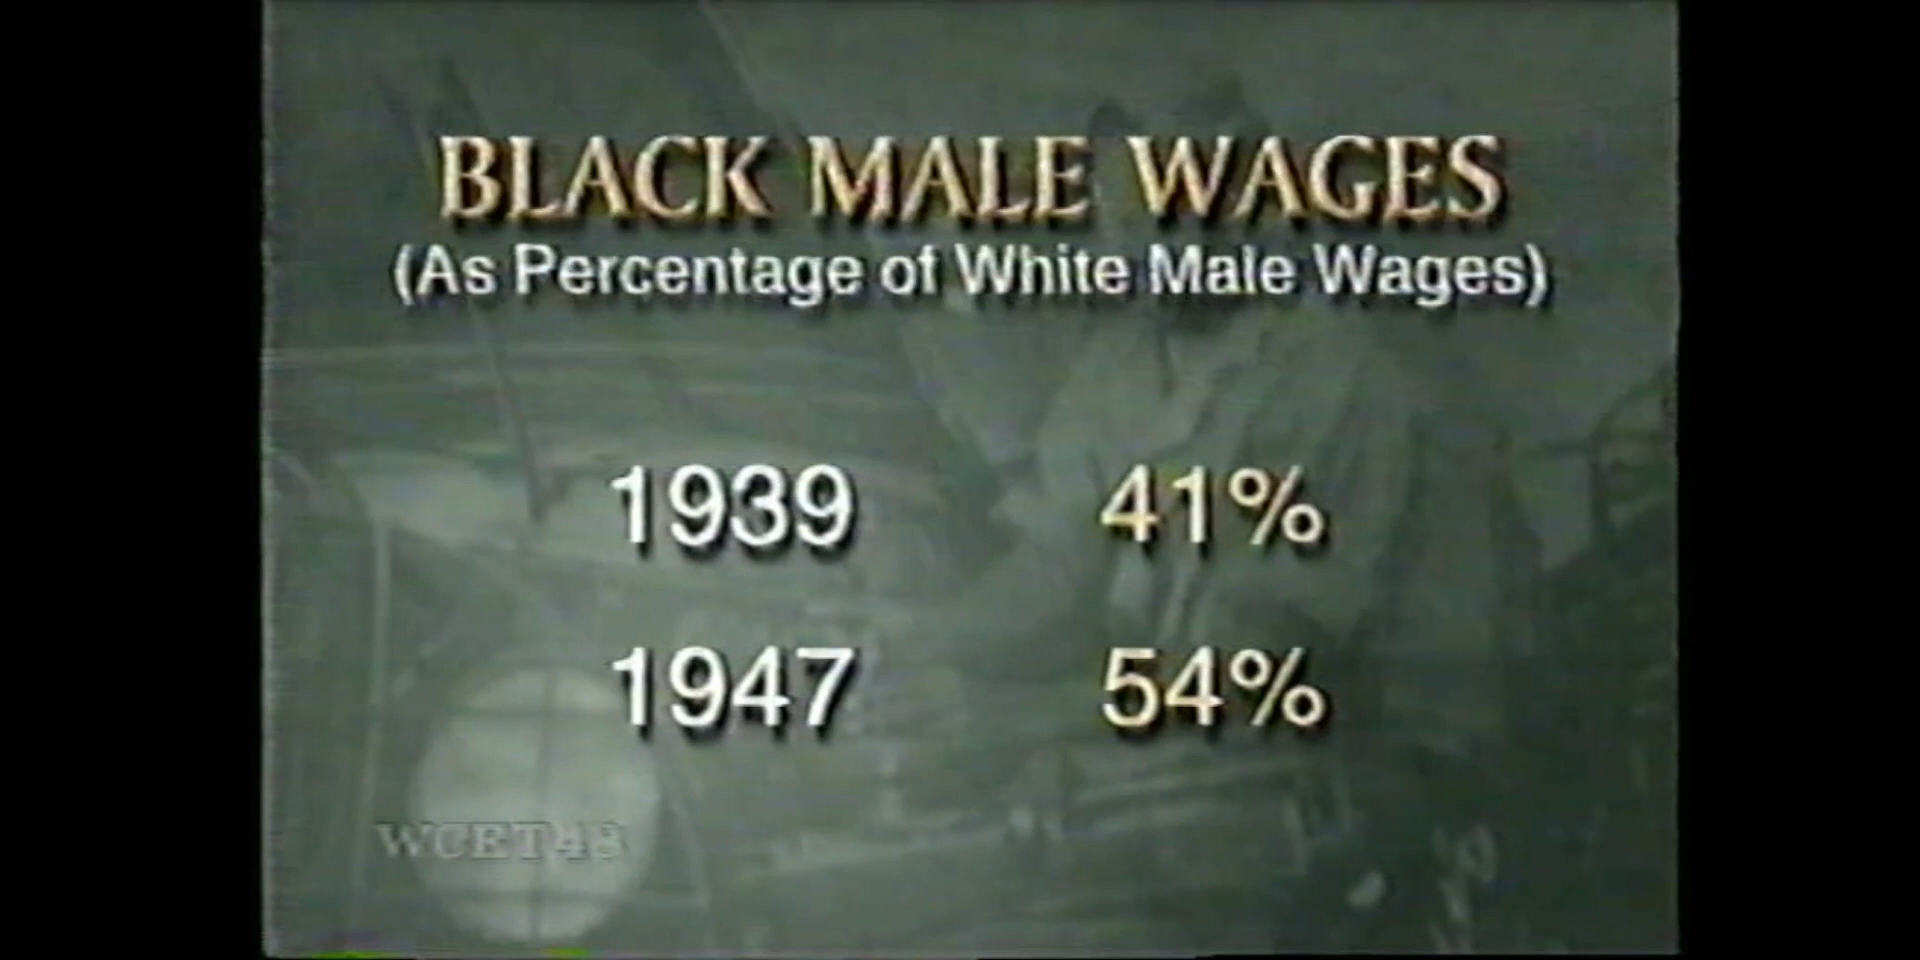 BLACK MALE WAGES
(As Percentage of White Male Wages)
1939 41%
1947 54%
WCET48